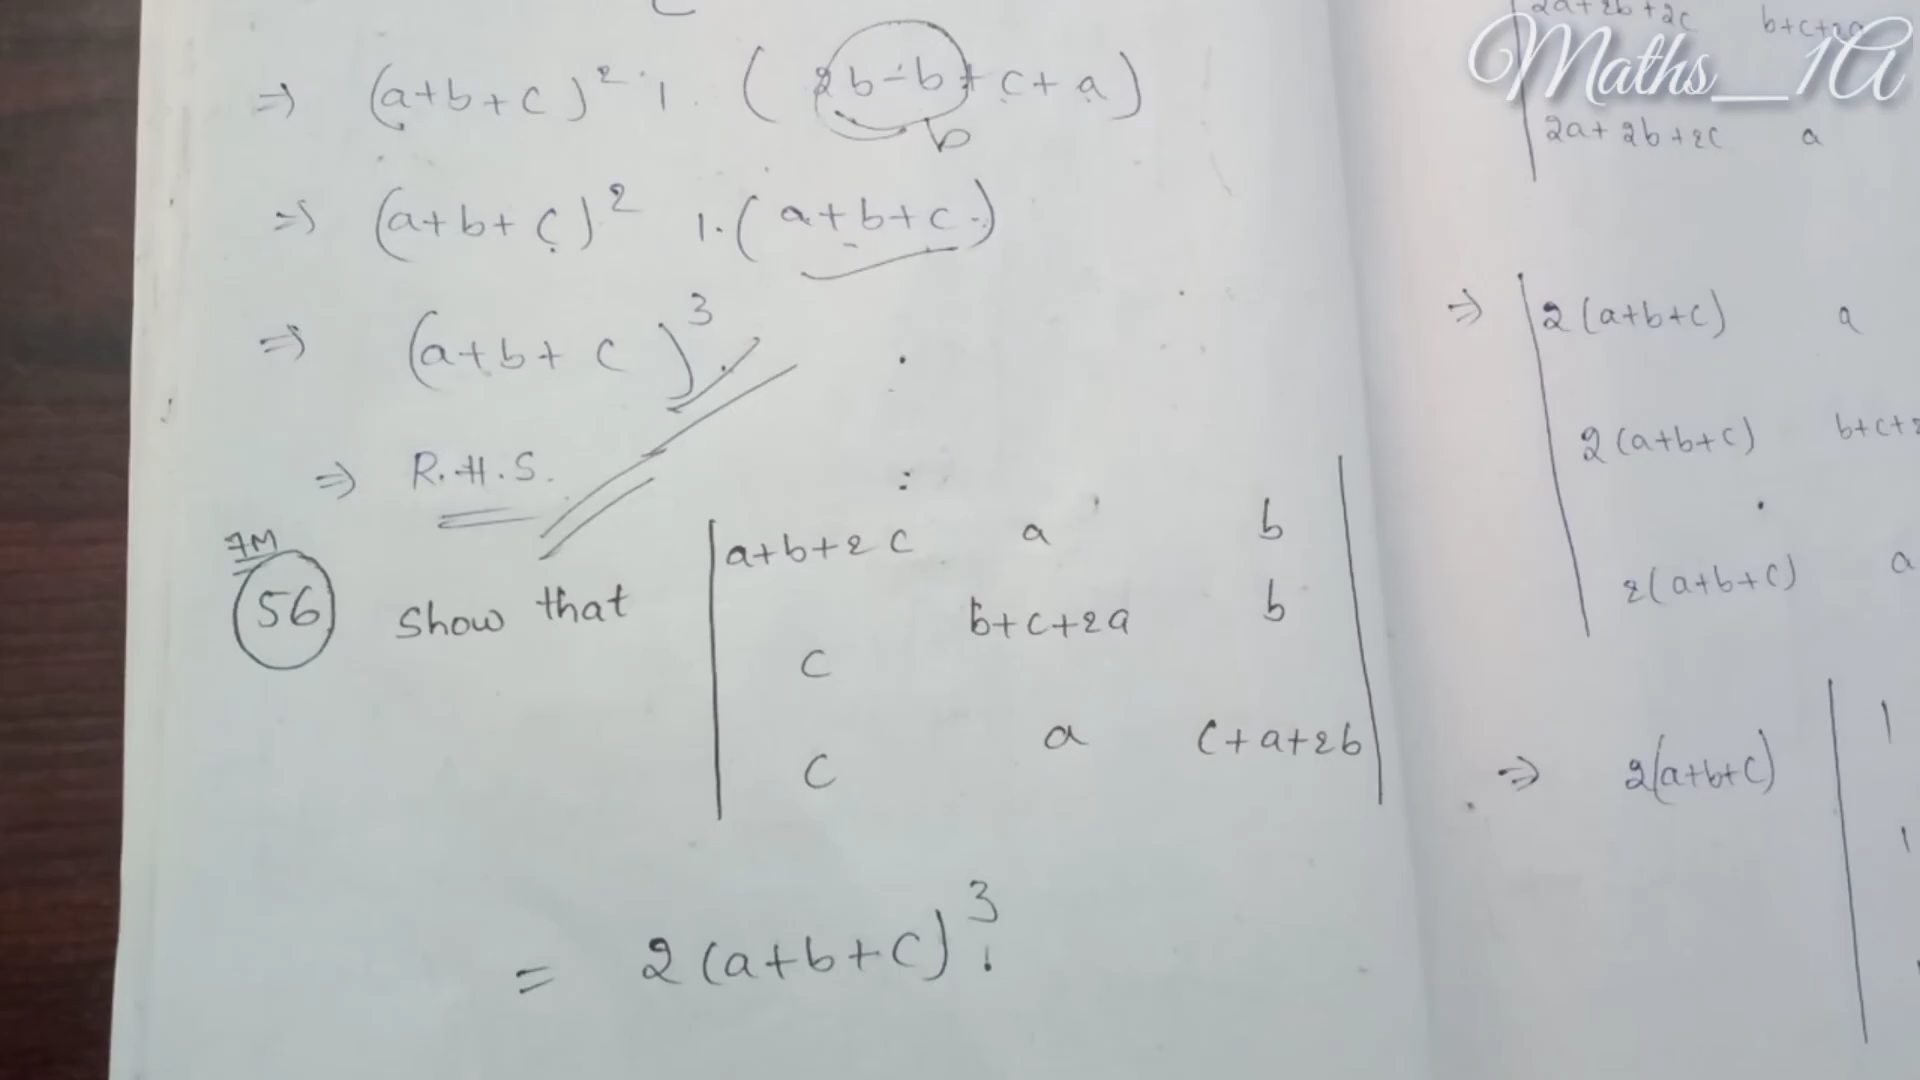 ⇒ (a+b+c)² 1. (2b-b+c+a)
b
⇒ (a+b+c)² 1.(a+b+c)
⇒ (a+b+c)³.
⇒ R.H.S.
7M
56 Show that | a+b+2c a b |
| c b+c+2a b |
| c a c+a+2b |
= 2(a+b+c)³.
2a+2b+2c b+c+2a
Maths_1A
2a+2b+2c a
⇒ | 2(a+b+c) a
2(a+b+c) b+c+2
2(a+b+c) a
⇒ 2(a+b+c) | 1
1